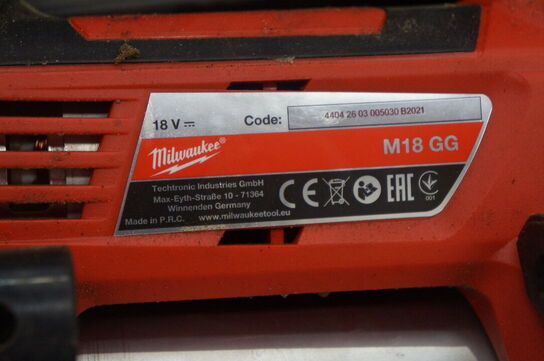 18 V ⎓ Code: 4404 26 03 005030 B2021
Milwaukee® M18 GG
Techtronic Industries GmbH
Max-Eyth-Straße 10 - 71364
Winnenden Germany
Made in P.R.C. www.milwaukeetool.eu
CE EAC 001